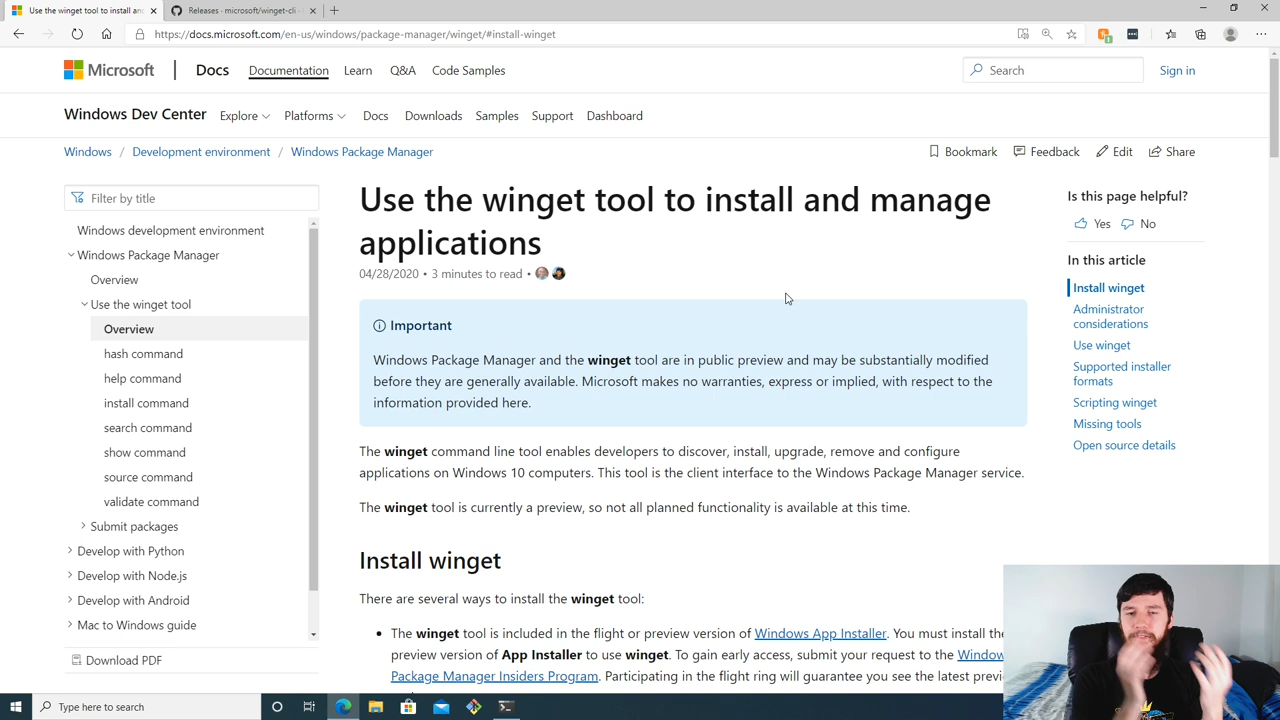 Use the winget tool to install and
Releases · microsoft/winget-cli ·
https://docs.microsoft.com/en-us/windows/package-manager/winget/#install-winget
Microsoft
Docs
Documentation
Learn
Q&A
Code Samples
Search
Sign in
Windows Dev Center
Explore
Platforms
Docs
Downloads
Samples
Support
Dashboard
Windows / Development environment / Windows Package Manager
Bookmark
Feedback
Edit
Share
Filter by title
Windows development environment
Windows Package Manager
Overview
Use the winget tool
Overview
hash command
help command
install command
search command
show command
source command
validate command
Submit packages
Develop with Python
Develop with Node.js
Develop with Android
Mac to Windows guide
Download PDF
Use the winget tool to install and manage
applications
04/28/2020 • 3 minutes to read •
Important
Windows Package Manager and the winget tool are in public preview and may be substantially modified
before they are generally available. Microsoft makes no warranties, express or implied, with respect to the
information provided here.
The winget command line tool enables developers to discover, install, upgrade, remove and configure
applications on Windows 10 computers. This tool is the client interface to the Windows Package Manager service.
The winget tool is currently a preview, so not all planned functionality is available at this time.
Install winget
There are several ways to install the winget tool:
• The winget tool is included in the flight or preview version of Windows App Installer. You must install the
preview version of App Installer to use winget. To gain early access, submit your request to the Window
Package Manager Insiders Program. Participating in the flight ring will guarantee you see the latest previ
Is this page helpful?
Yes
No
In this article
Install winget
Administrator
considerations
Use winget
Supported installer
formats
Scripting winget
Missing tools
Open source details
Type here to search